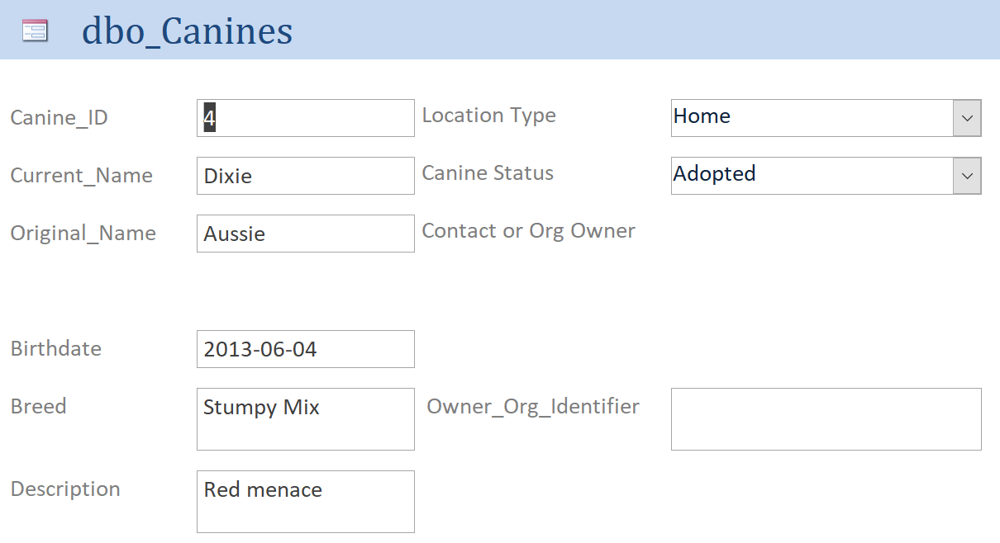 dbo_Canines
Canine_ID 4 Location Type Home
Current_Name Dixie Canine Status Adopted
Original_Name Aussie Contact or Org Owner
Birthdate 2013-06-04
Breed Stumpy Mix Owner_Org_Identifier
Description Red menace